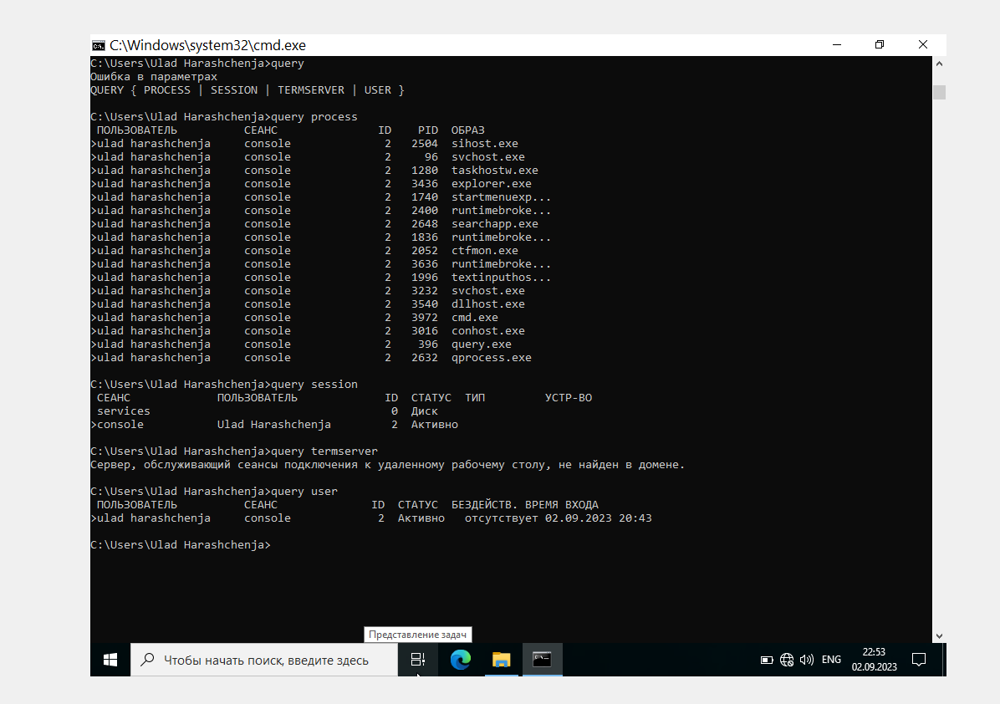 C:\Windows\system32\cmd.exe
C:\Users\Ulad Harashchenja>query
Ошибка в параметрах
QUERY { PROCESS | SESSION | TERMSERVER | USER }
C:\Users\Ulad Harashchenja>query process
ПОЛЬЗОВАТЕЛЬ СЕАНС ID PID ОБРАЗ
>ulad harashchenja console 2 2504 sihost.exe
>ulad harashchenja console 2 96 svchost.exe
>ulad harashchenja console 2 1280 taskhostw.exe
>ulad harashchenja console 2 3436 explorer.exe
>ulad harashchenja console 2 1740 startmenuexp...
>ulad harashchenja console 2 2400 runtimebroke...
>ulad harashchenja console 2 2648 searchapp.exe
>ulad harashchenja console 2 1836 runtimebroke...
>ulad harashchenja console 2 2052 ctfmon.exe
>ulad harashchenja console 2 3636 runtimebroke...
>ulad harashchenja console 2 1996 textinputhos...
>ulad harashchenja console 2 3232 svchost.exe
>ulad harashchenja console 2 3540 dllhost.exe
>ulad harashchenja console 2 3972 cmd.exe
>ulad harashchenja console 2 3016 conhost.exe
>ulad harashchenja console 2 396 query.exe
>ulad harashchenja console 2 2632 qprocess.exe
C:\Users\Ulad Harashchenja>query session
СЕАНС ПОЛЬЗОВАТЕЛЬ ID СТАТУС ТИП УСТР-ВО
services 0 Диск
>console Ulad Harashchenja 2 Активно
C:\Users\Ulad Harashchenja>query termserver
Сервер, обслуживающий сеансы подключения к удаленному рабочему столу, не найден в домене.
C:\Users\Ulad Harashchenja>query user
ПОЛЬЗОВАТЕЛЬ СЕАНС ID СТАТУС БЕЗДЕЙСТВ. ВРЕМЯ ВХОДА
>ulad harashchenja console 2 Активно отсутствует 02.09.2023 20:43
C:\Users\Ulad Harashchenja>
Представление задач
Чтобы начать поиск, введите здесь
ENG
22:53
02.09.2023